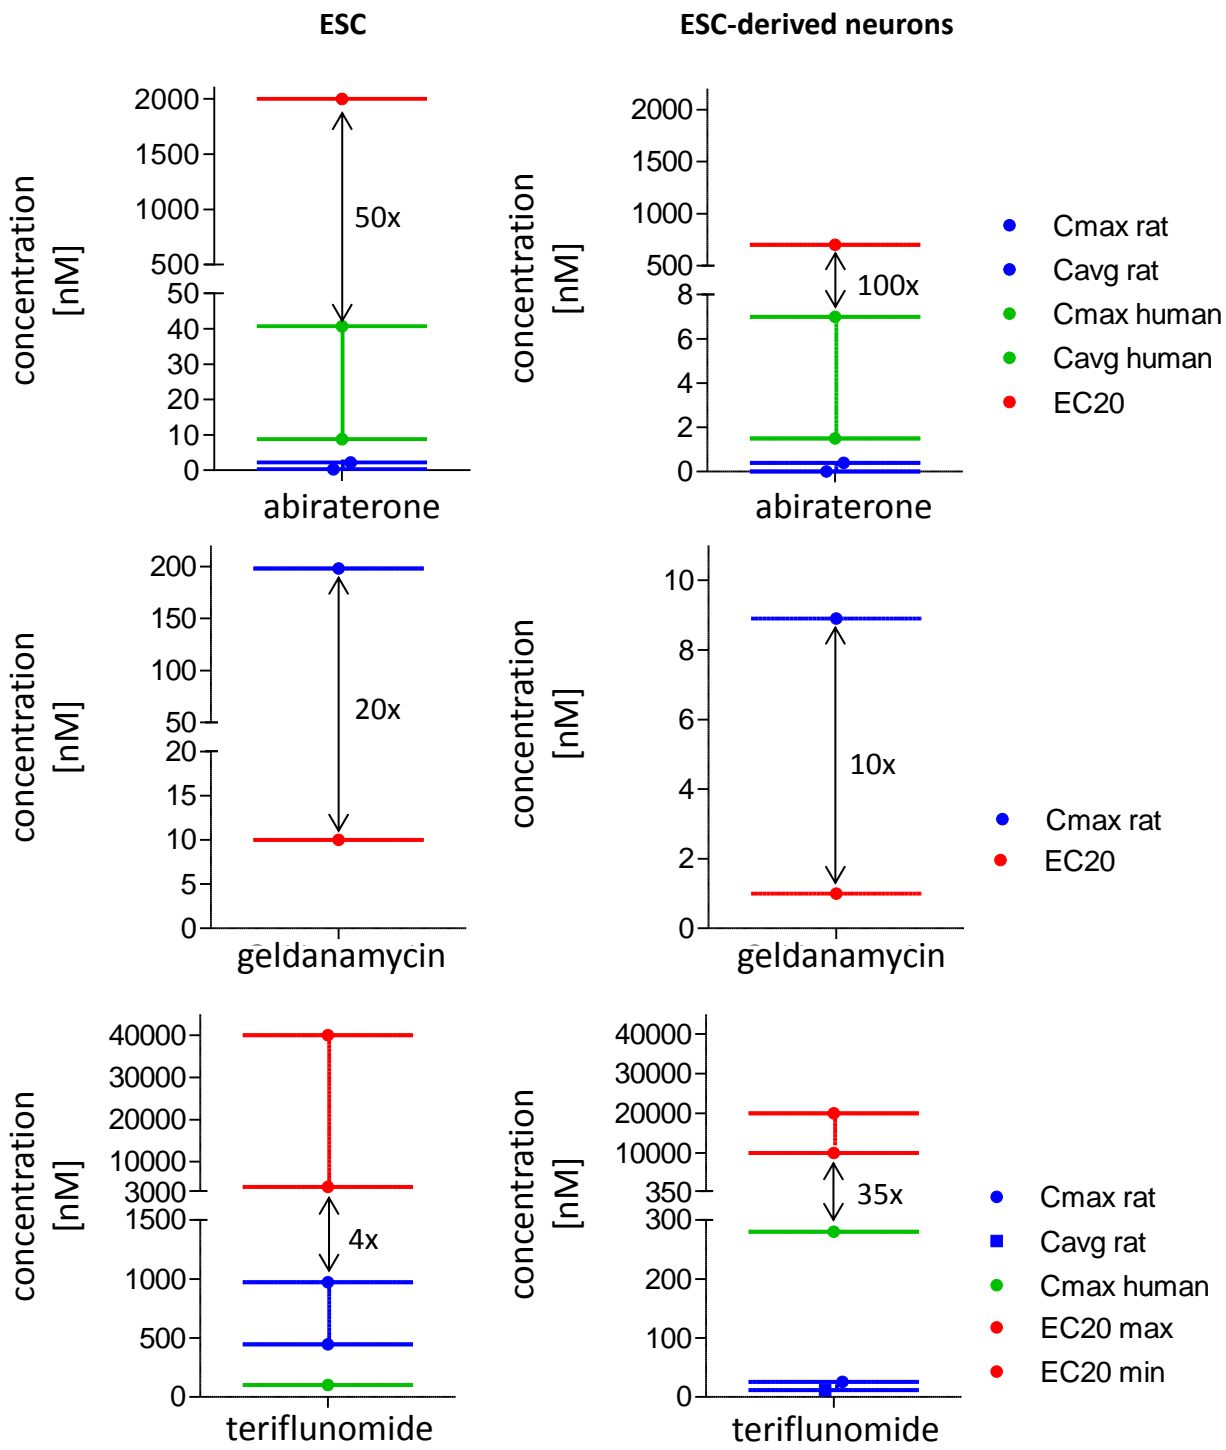 ESC
ESC-derived neurons
concentration
[nM]
2000
1500
1000
500
50
40
30
20
10
0
50x
abiraterone
concentration
[nM]
2000
1500
1000
500
8
6
4
2
0
100x
abiraterone
Cmax rat
Cavg rat
Cmax human
Cavg human
EC20
concentration
[nM]
200
150
100
50
20
15
10
5
0
20x
geldanamycin
concentration
[nM]
10
8
6
4
2
0
10x
geldanamycin
Cmax rat
EC20
concentration
[nM]
40000
30000
20000
10000
3000
1500
1000
500
0
4x
teriflunomide
concentration
[nM]
40000
30000
20000
10000
350
300
200
100
0
35x
teriflunomide
Cmax rat
Cavg rat
Cmax human
EC20 max
EC20 min